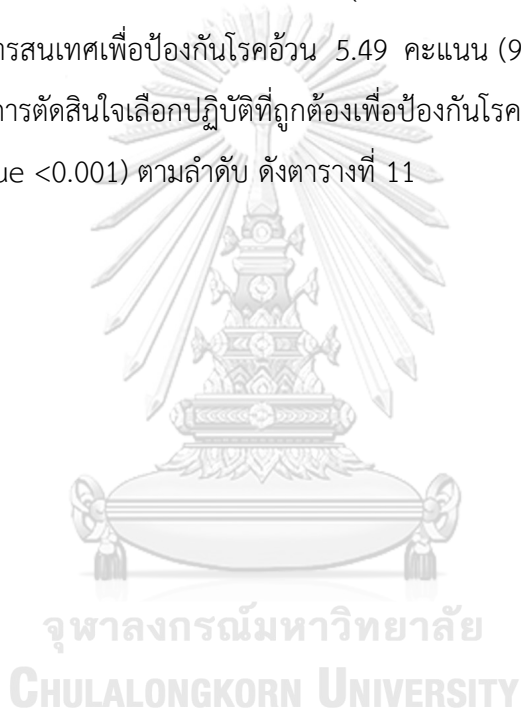 รสนเทศเพื่อป้องกันโรคอ้วน 5.49 คะแนน (9
การตัดสินใจเลือกปฏิบัติที่ถูกต้องเพื่อป้องกันโรค
ue <0.001) ตามลำดับ ดังตารางที่ 11
จุฬาลงกรณ์มหาวิทยาลัย
CHULALONGKORN UNIVERSITY